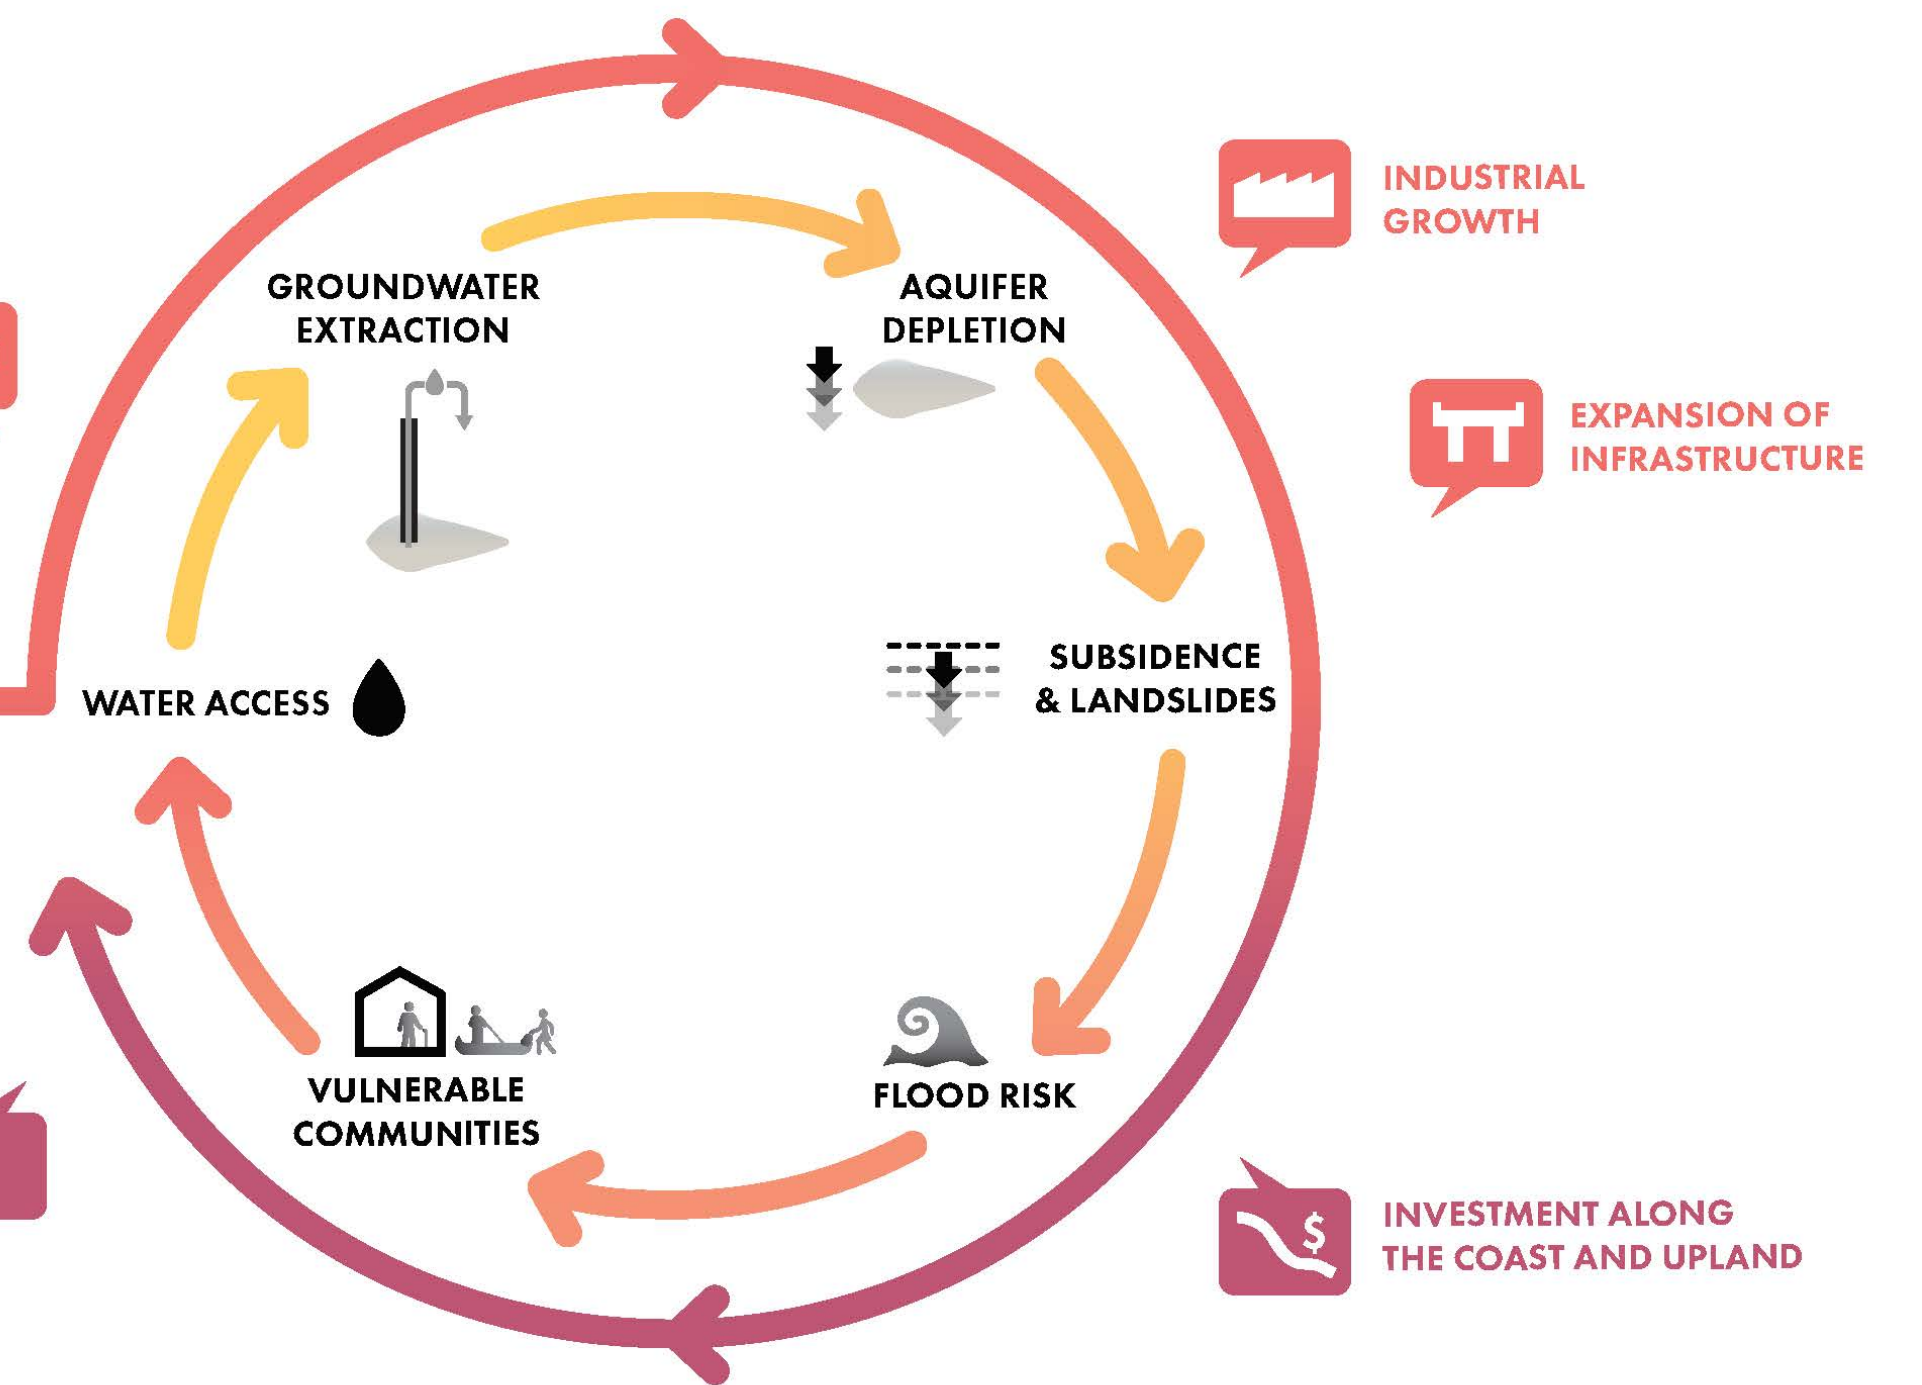 INDUSTRIAL
GROWTH
GROUNDWATER
EXTRACTION
AQUIFER
DEPLETION
EXPANSION OF
INFRASTRUCTURE
WATER ACCESS
SUBSIDENCE
& LANDSLIDES
VULNERABLE
COMMUNITIES
FLOOD RISK
$
INVESTMENT ALONG
THE COAST AND UPLAND